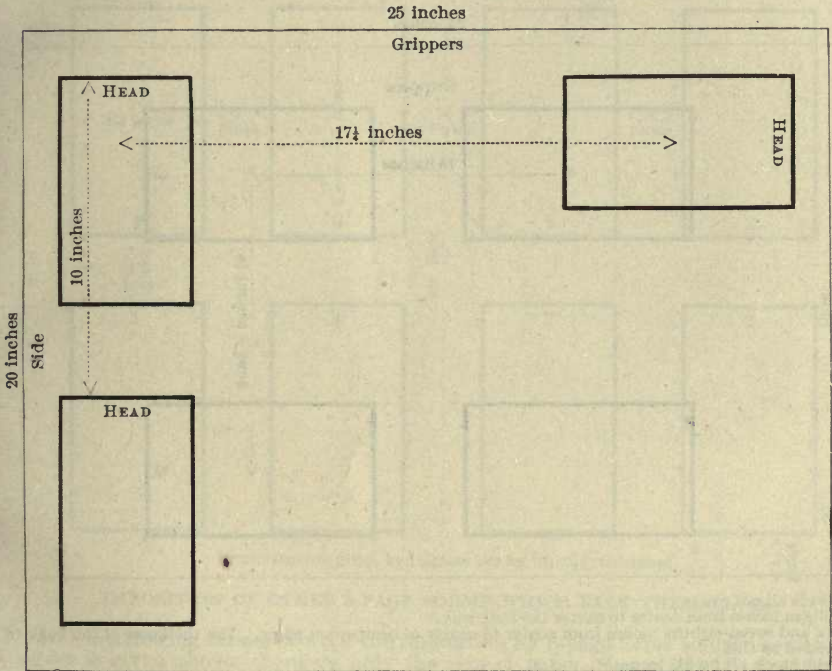 25 inches
Grippers
HEAD
HEAD
17¼ inches
10 inches
20 inches
Side
HEAD